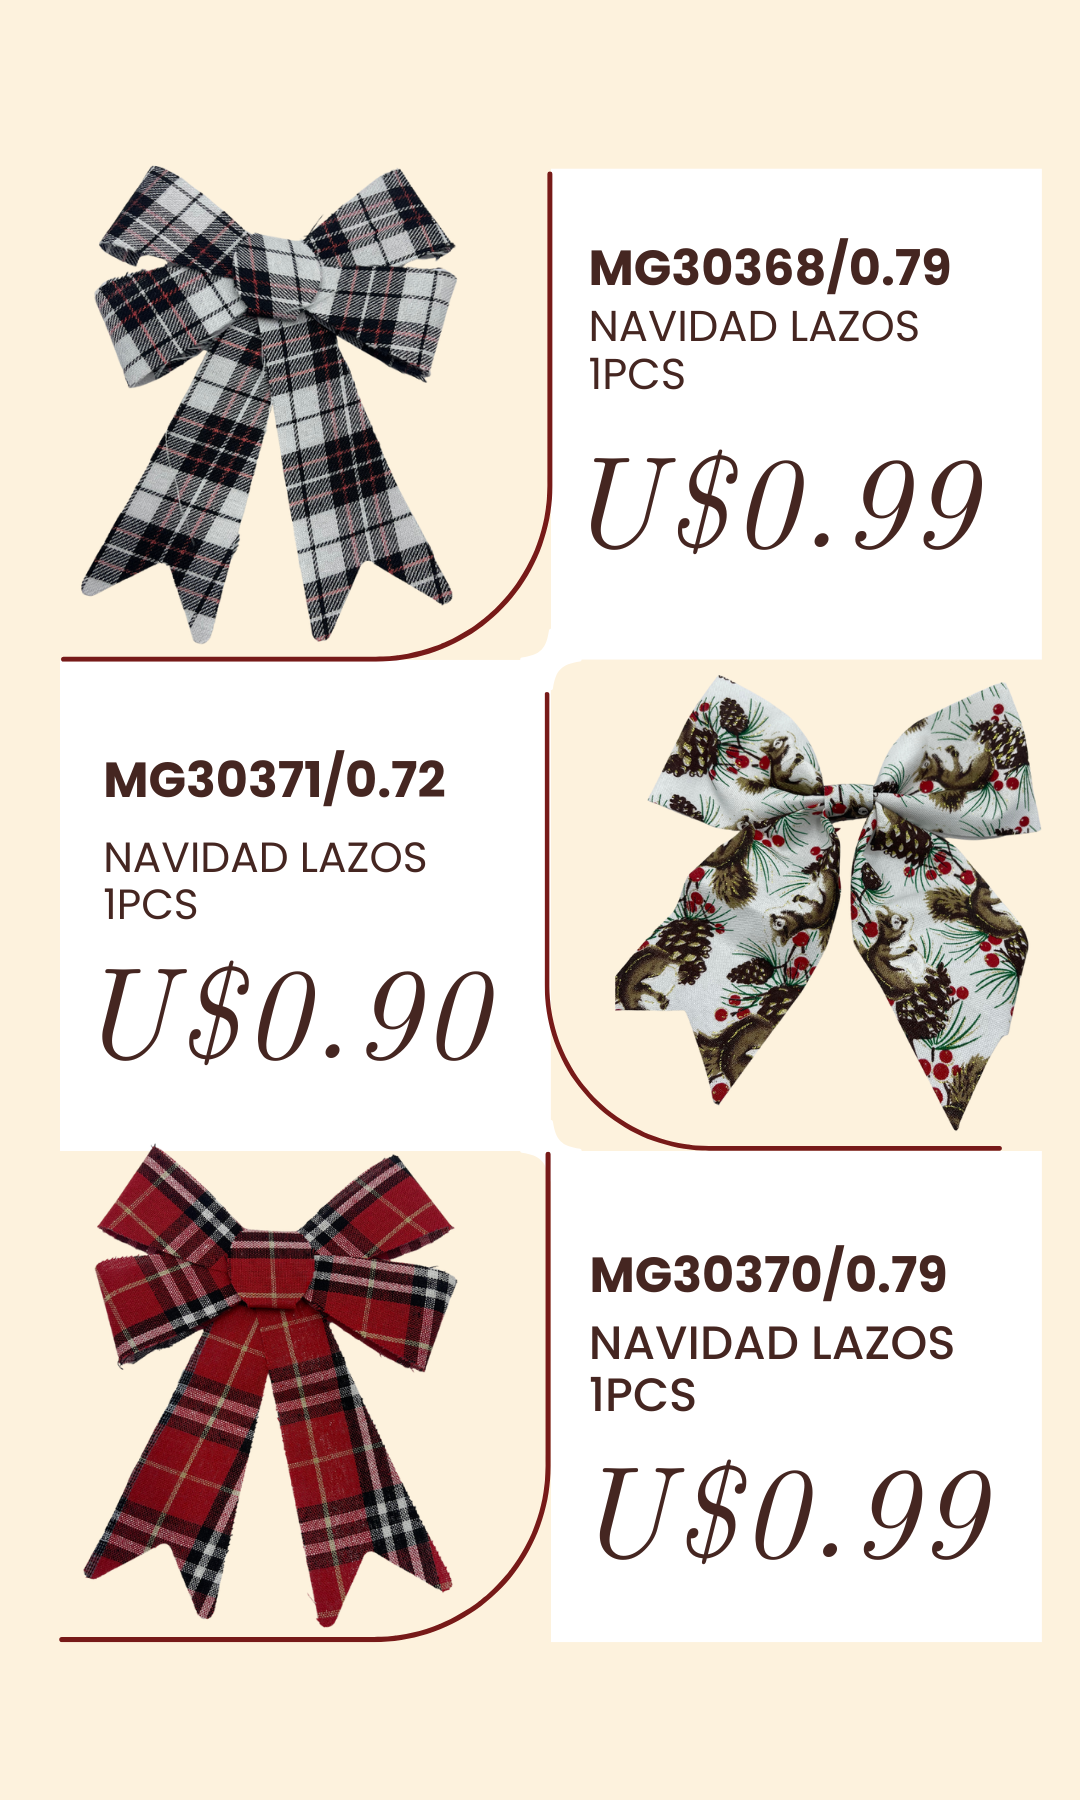 MG30368/0.79
NAVIDAD LAZOS
1PCS
U$0.99
MG30371/0.72
NAVIDAD LAZOS
1PCS
U$0.90
MG30370/0.79
NAVIDAD LAZOS
1PCS
U$0.99